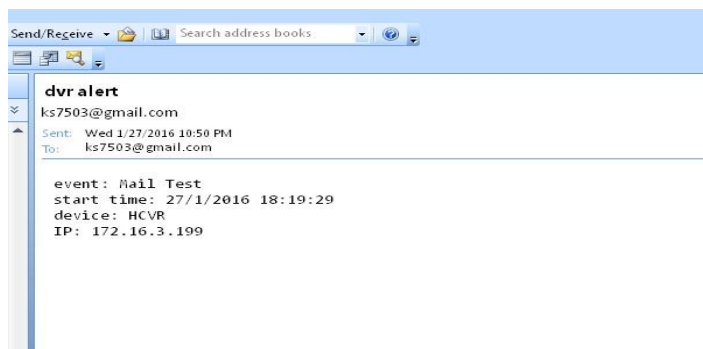 Send/Receive Search address books
dvr alert
ks7503@gmail.com
Sent: Wed 1/27/2016 10:50 PM
To: ks7503@gmail.com
event: Mail Test
start time: 27/1/2016 18:19:29
device: HCVR
IP: 172.16.3.199